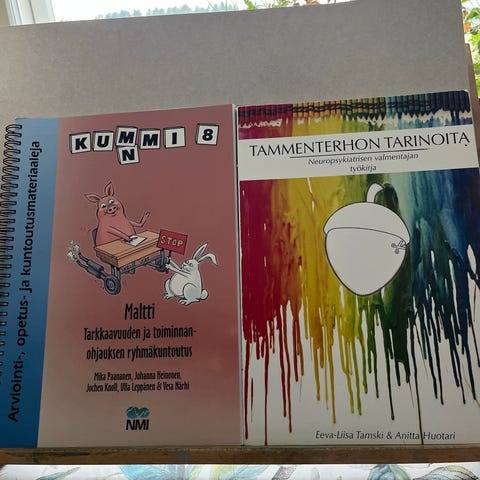 Arviointi-, opetus- ja kuntoutusmateriaaleja
KUMMI 8
N
STOP
Maltti
Tarkkaavuuden ja toiminnan-
ohjauksen ryhmäkuntoutus
Mika Paananen, Johanna Heinonen,
Jochen Knoll, Ulla Leppänen & Vesa Närhi
NMI
TAMMENTERHON TARINOITA
Neuropsykiatrisen valmentajan
työkirja
Eeva-Liisa Tamski & Anitta Huotari